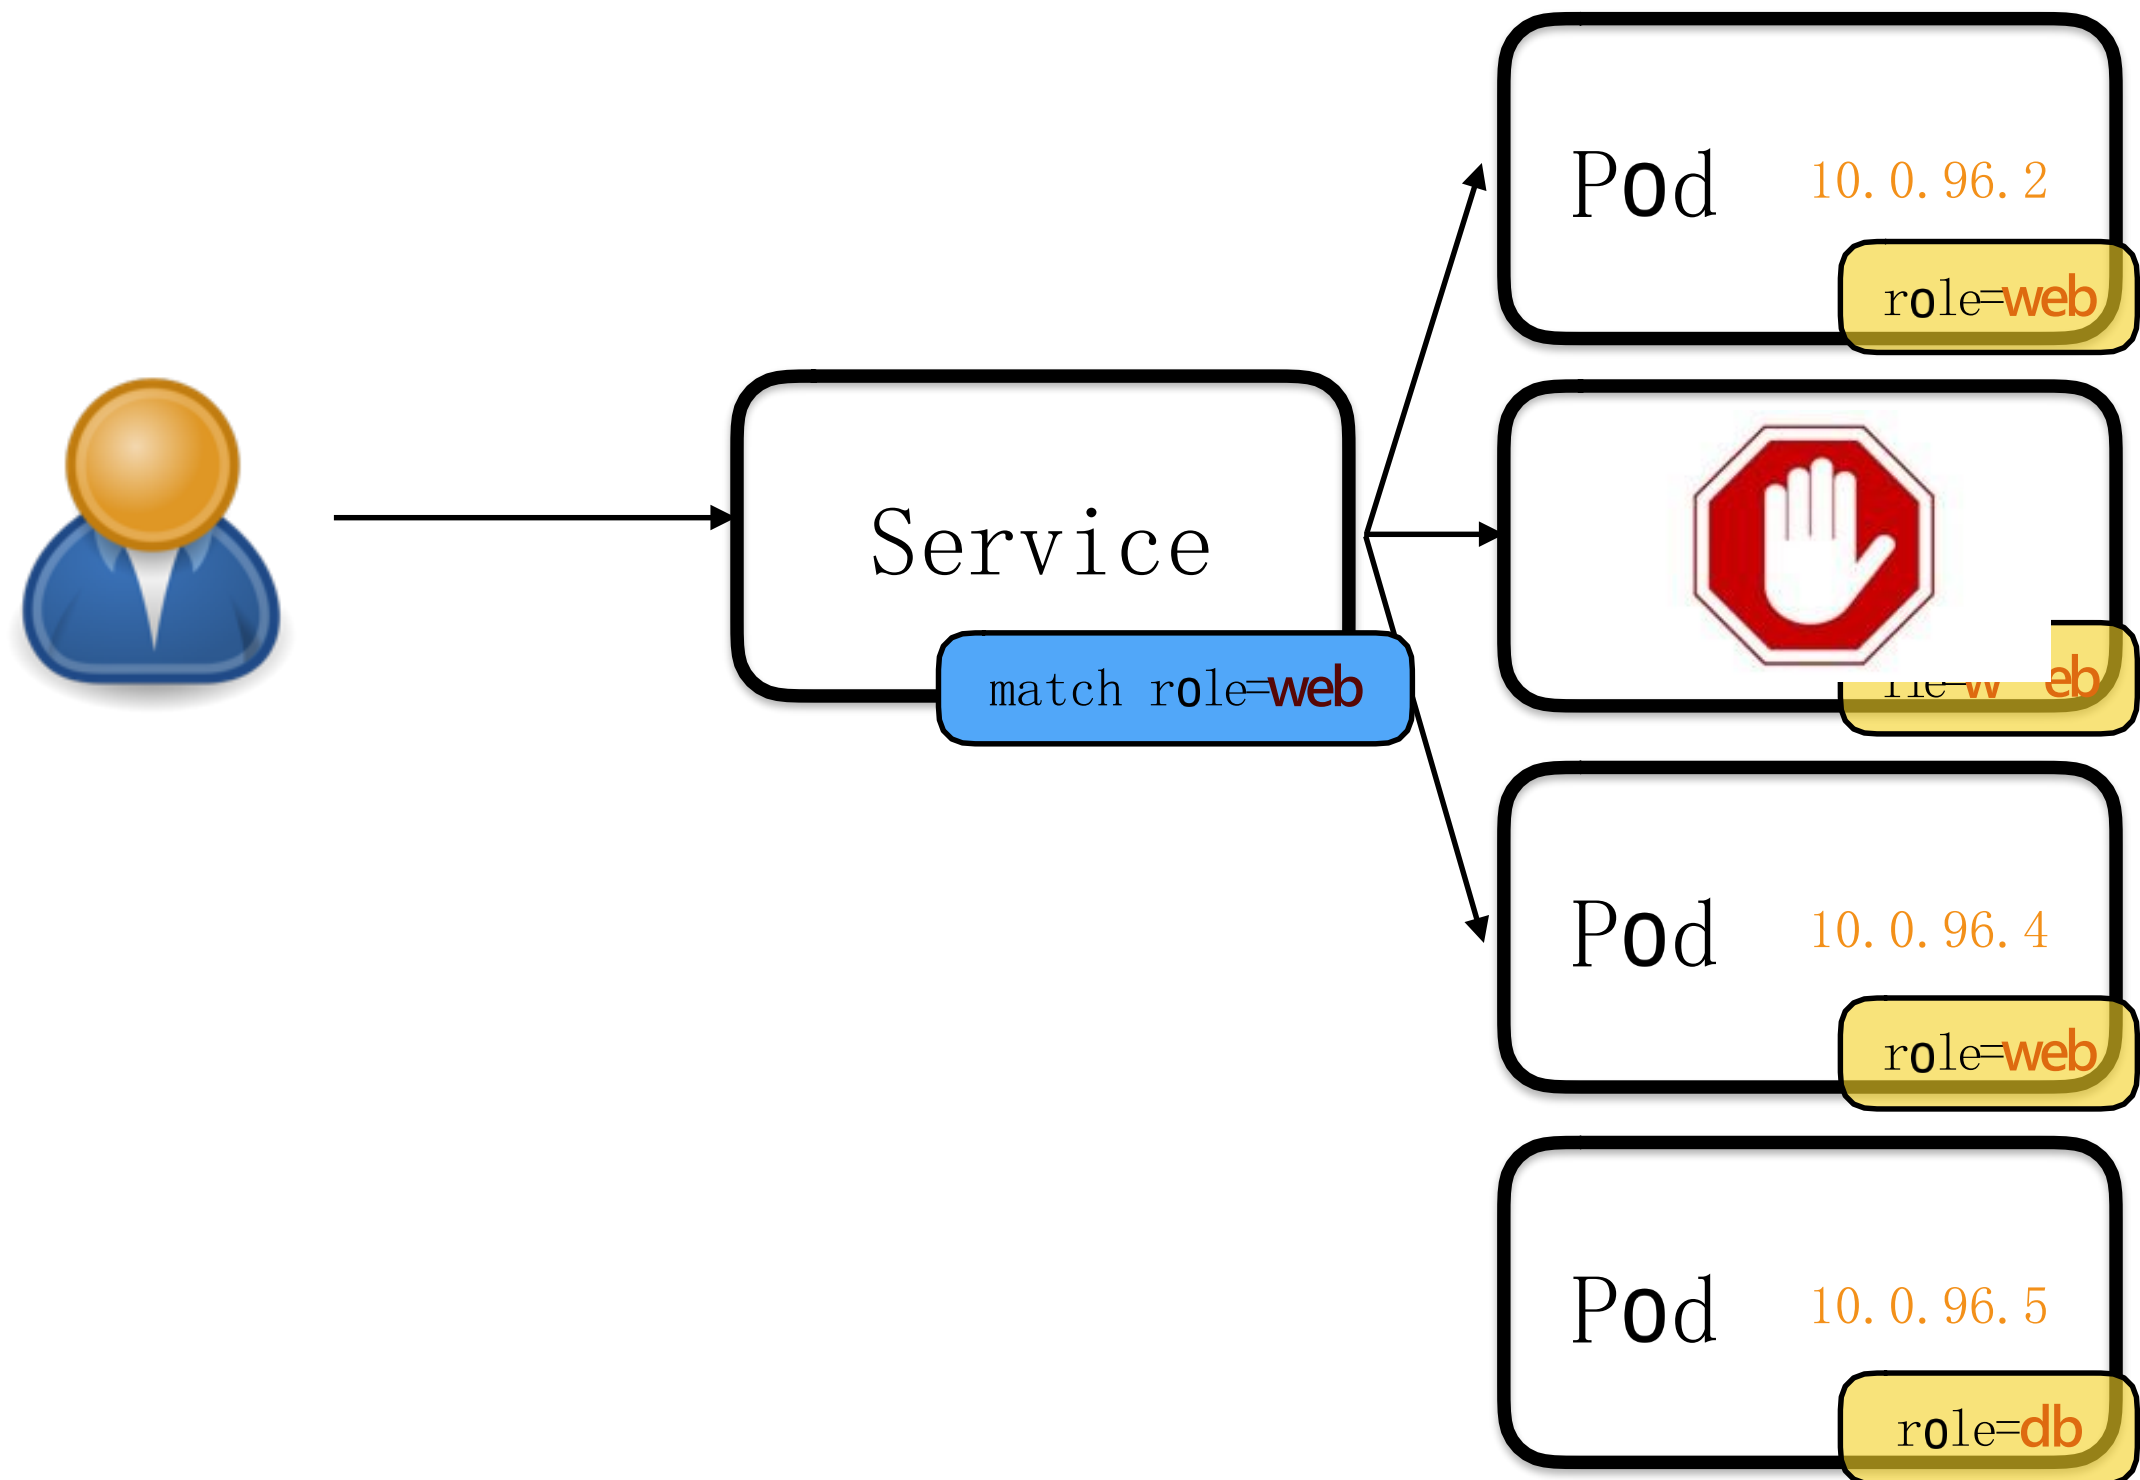 Pod 10.0.96.2
role=web
Service
match role=web
Pod 10.0.96.4
role=web
Pod 10.0.96.5
role=db